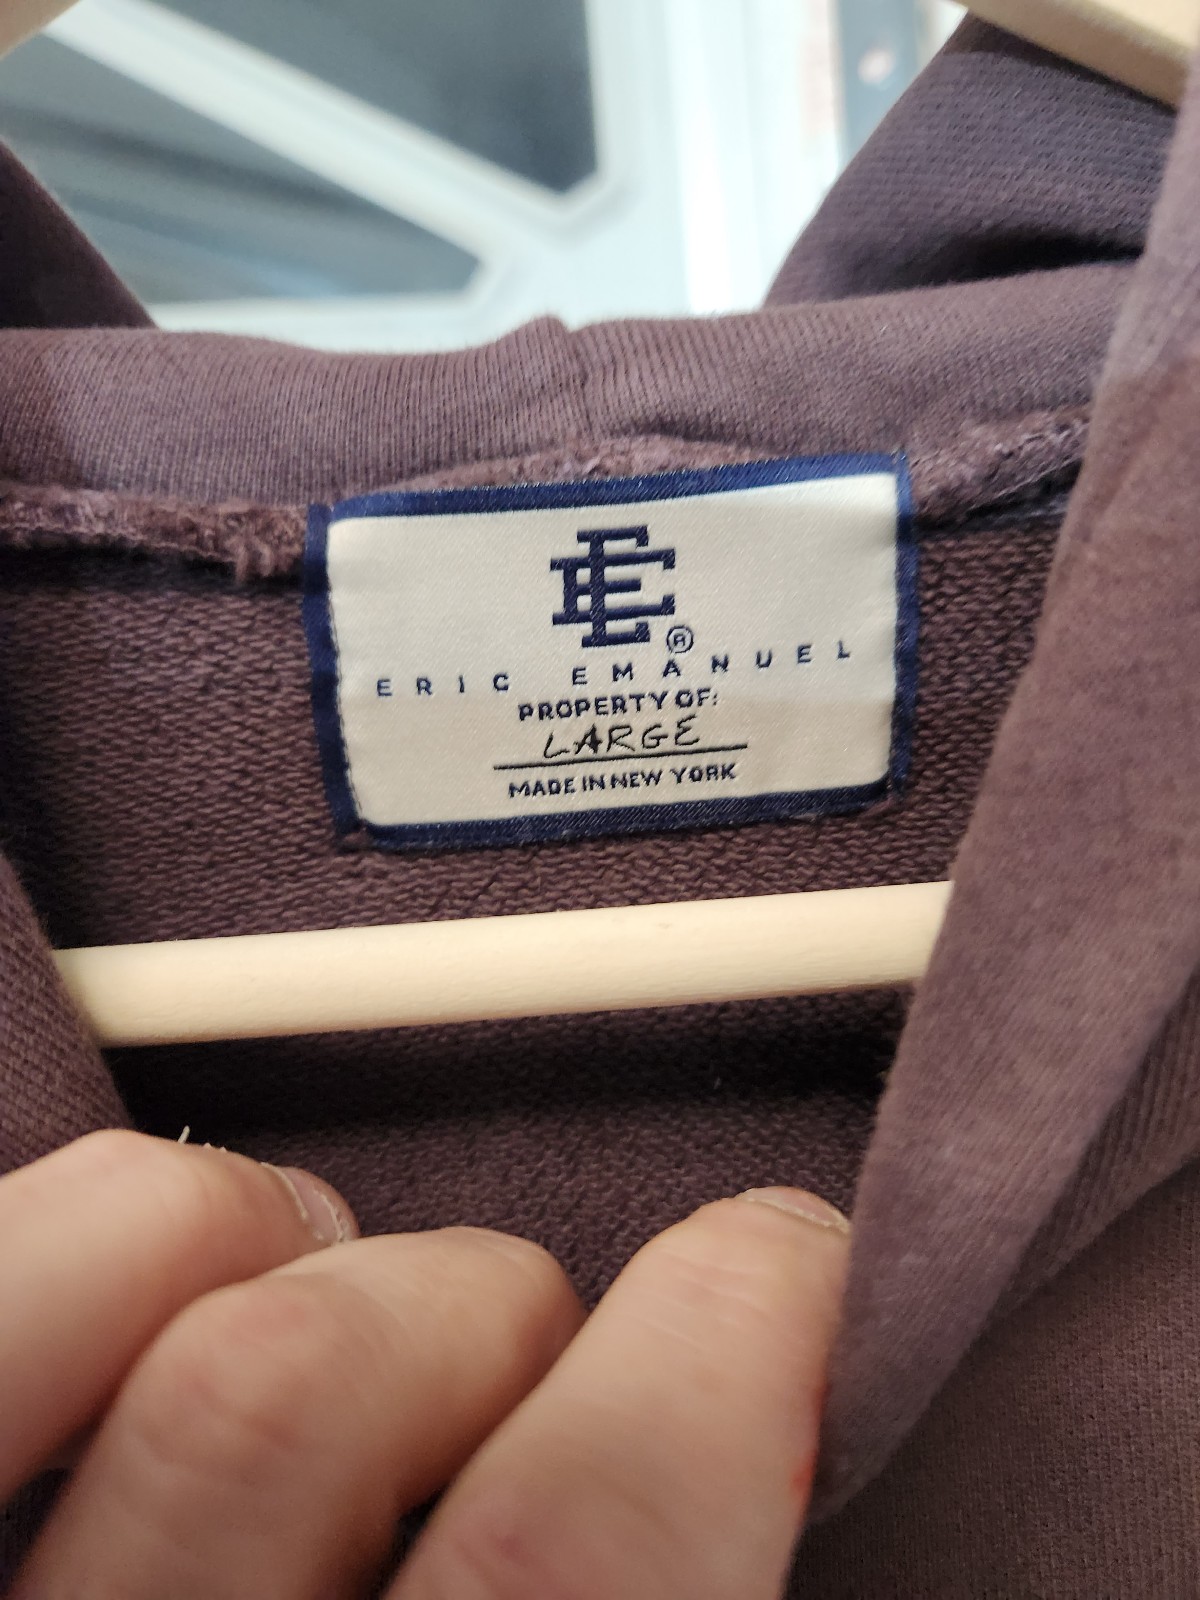 EE®
ERIC EMANUEL
PROPERTY OF:
LARGE
MADE IN NEW YORK